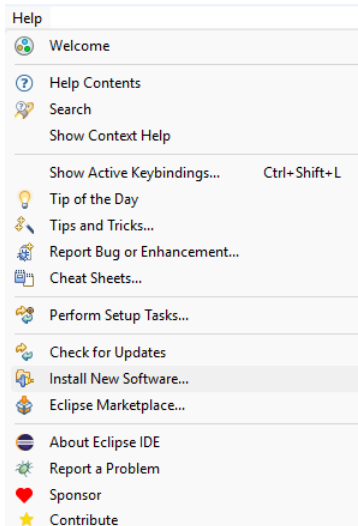 Help
Welcome
Help Contents
Search
Show Context Help
Show Active Keybindings... Ctrl+Shift+L
Tip of the Day
Tips and Tricks...
Report Bug or Enhancement...
Cheat Sheets...
Perform Setup Tasks...
Check for Updates
Install New Software...
Eclipse Marketplace...
About Eclipse IDE
Report a Problem
Sponsor
Contribute